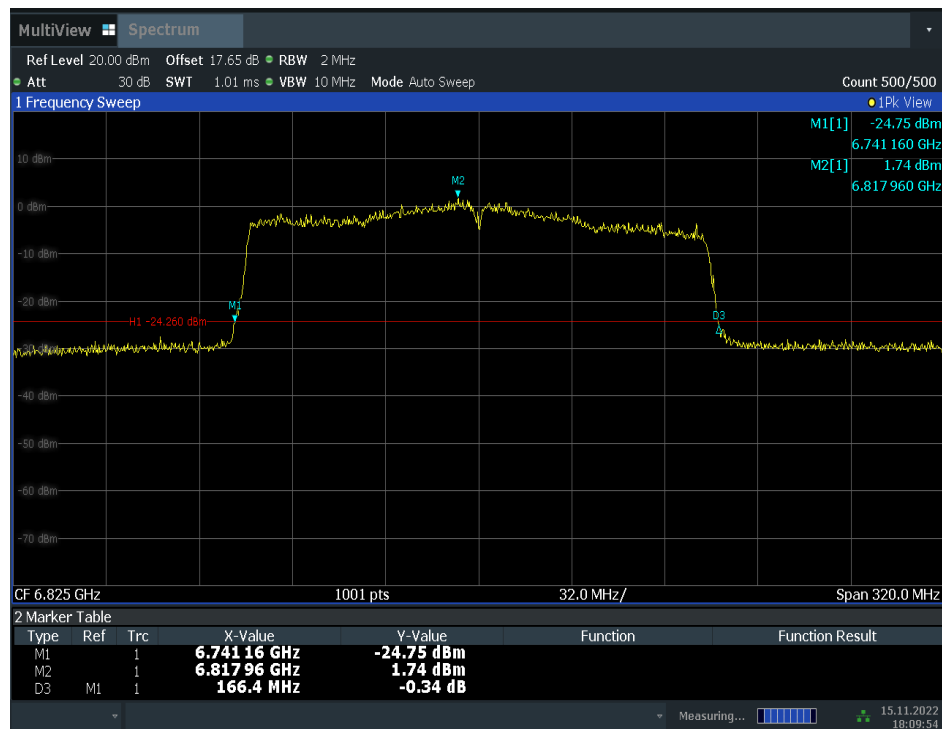 MultiView Spectrum
Ref Level 20.00 dBm Offset 17.65 dB RBW 2 MHz
Att 30 dB SWT 1.01 ms VBW 10 MHz Mode Auto Sweep Count 500/500
1 Frequency Sweep 1Pk View
M1[1] -24.75 dBm
6.741 160 GHz
10 dBm
M2[1] 1.74 dBm
6.817 960 GHz
M2
0 dBm
-10 dBm
-20 dBm
M1
D3
H1 -24.260 dBm
-40 dBm
-50 dBm
-60 dBm
-70 dBm
CF 6.825 GHz 1001 pts 32.0 MHz/ Span 320.0 MHz
2 Marker Table
Type Ref Trc X-Value Y-Value Function Function Result
M1 1 6.741 16 GHz -24.75 dBm
M2 1 6.817 96 GHz 1.74 dBm
D3 M1 1 166.4 MHz -0.34 dB
Measuring... 15.11.2022
18:09:54